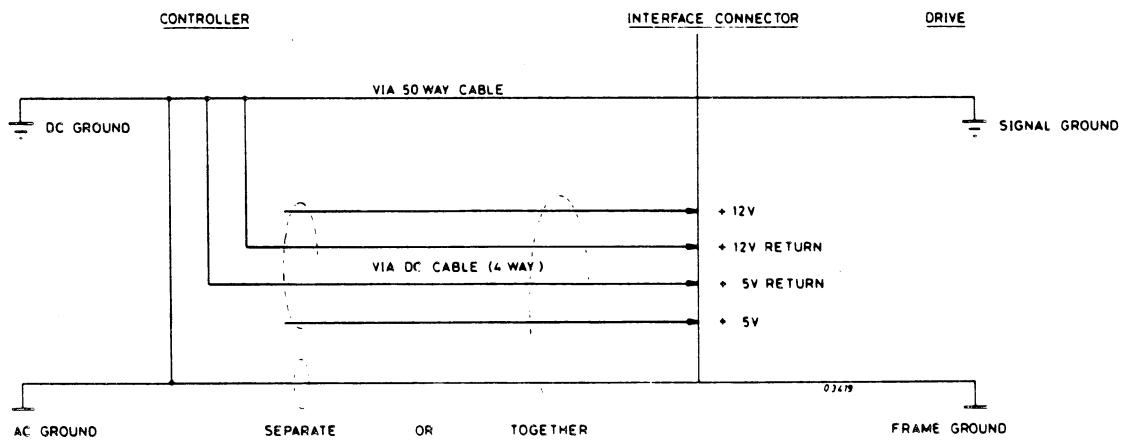 CONTROLLER
INTERFACE CONNECTOR
DRIVE
VIA 50 WAY CABLE
DC GROUND
SIGNAL GROUND
+ 12V
+ 12V RETURN
VIA DC CABLE (4 WAY)
+ 5V RETURN
+ 5V
03419
AC GROUND
SEPARATE OR TOGETHER
FRAME GROUND